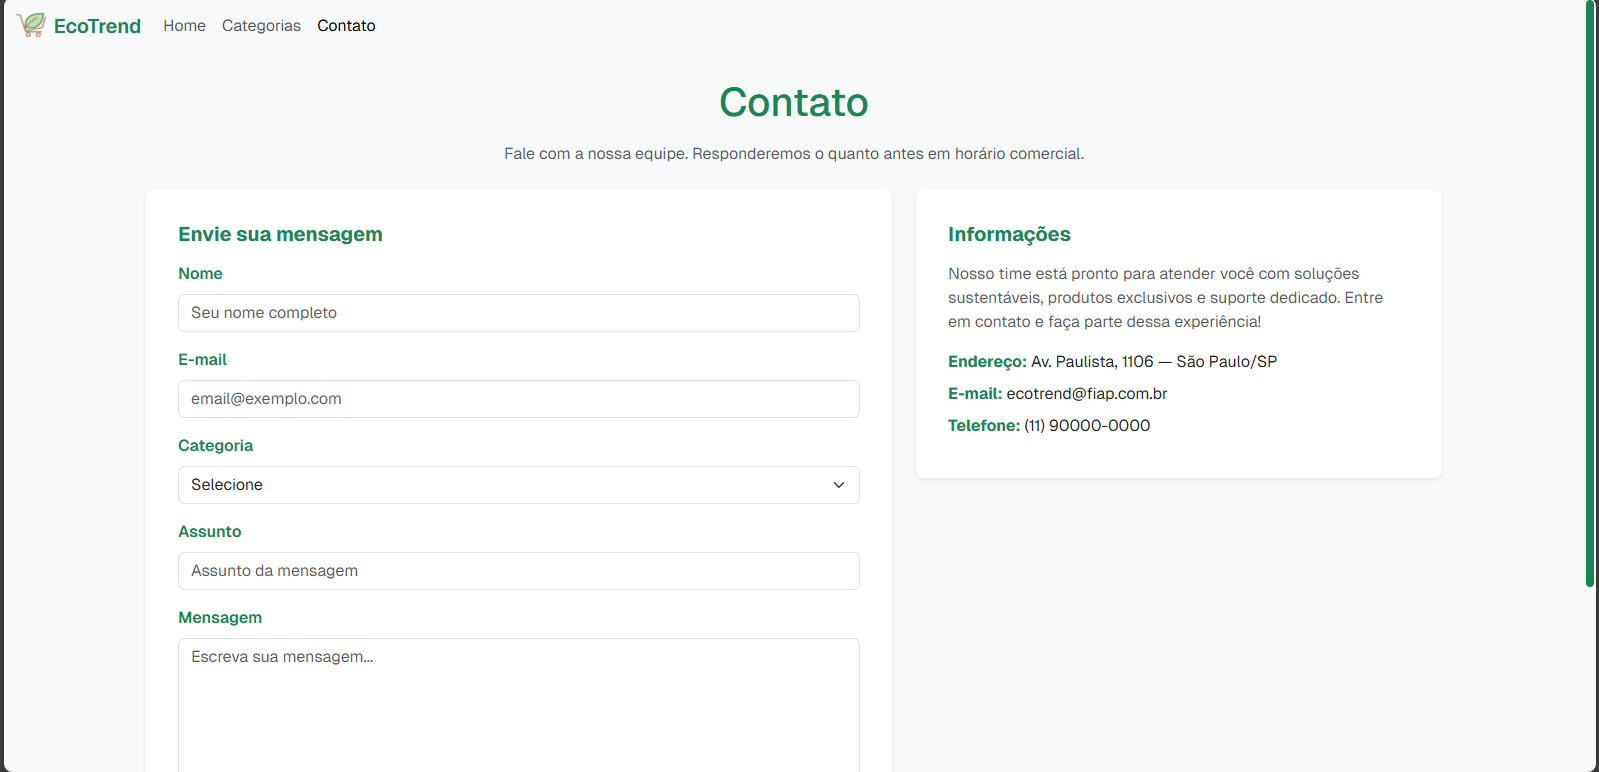 EcoTrend Home Categorias Contato
Contato
Fale com a nossa equipe. Responderemos o quanto antes em horário comercial.
Envie sua mensagem
Nome
Seu nome completo
E-mail
email@exemplo.com
Categoria
Selecione
Assunto
Assunto da mensagem
Mensagem
Escreva sua mensagem...
Informações
Nosso time está pronto para atender você com soluções
sustentáveis, produtos exclusivos e suporte dedicado. Entre
em contato e faça parte dessa experiência!
Endereço: Av. Paulista, 1106 — São Paulo/SP
E-mail: ecotrend@fiap.com.br
Telefone: (11) 90000-0000